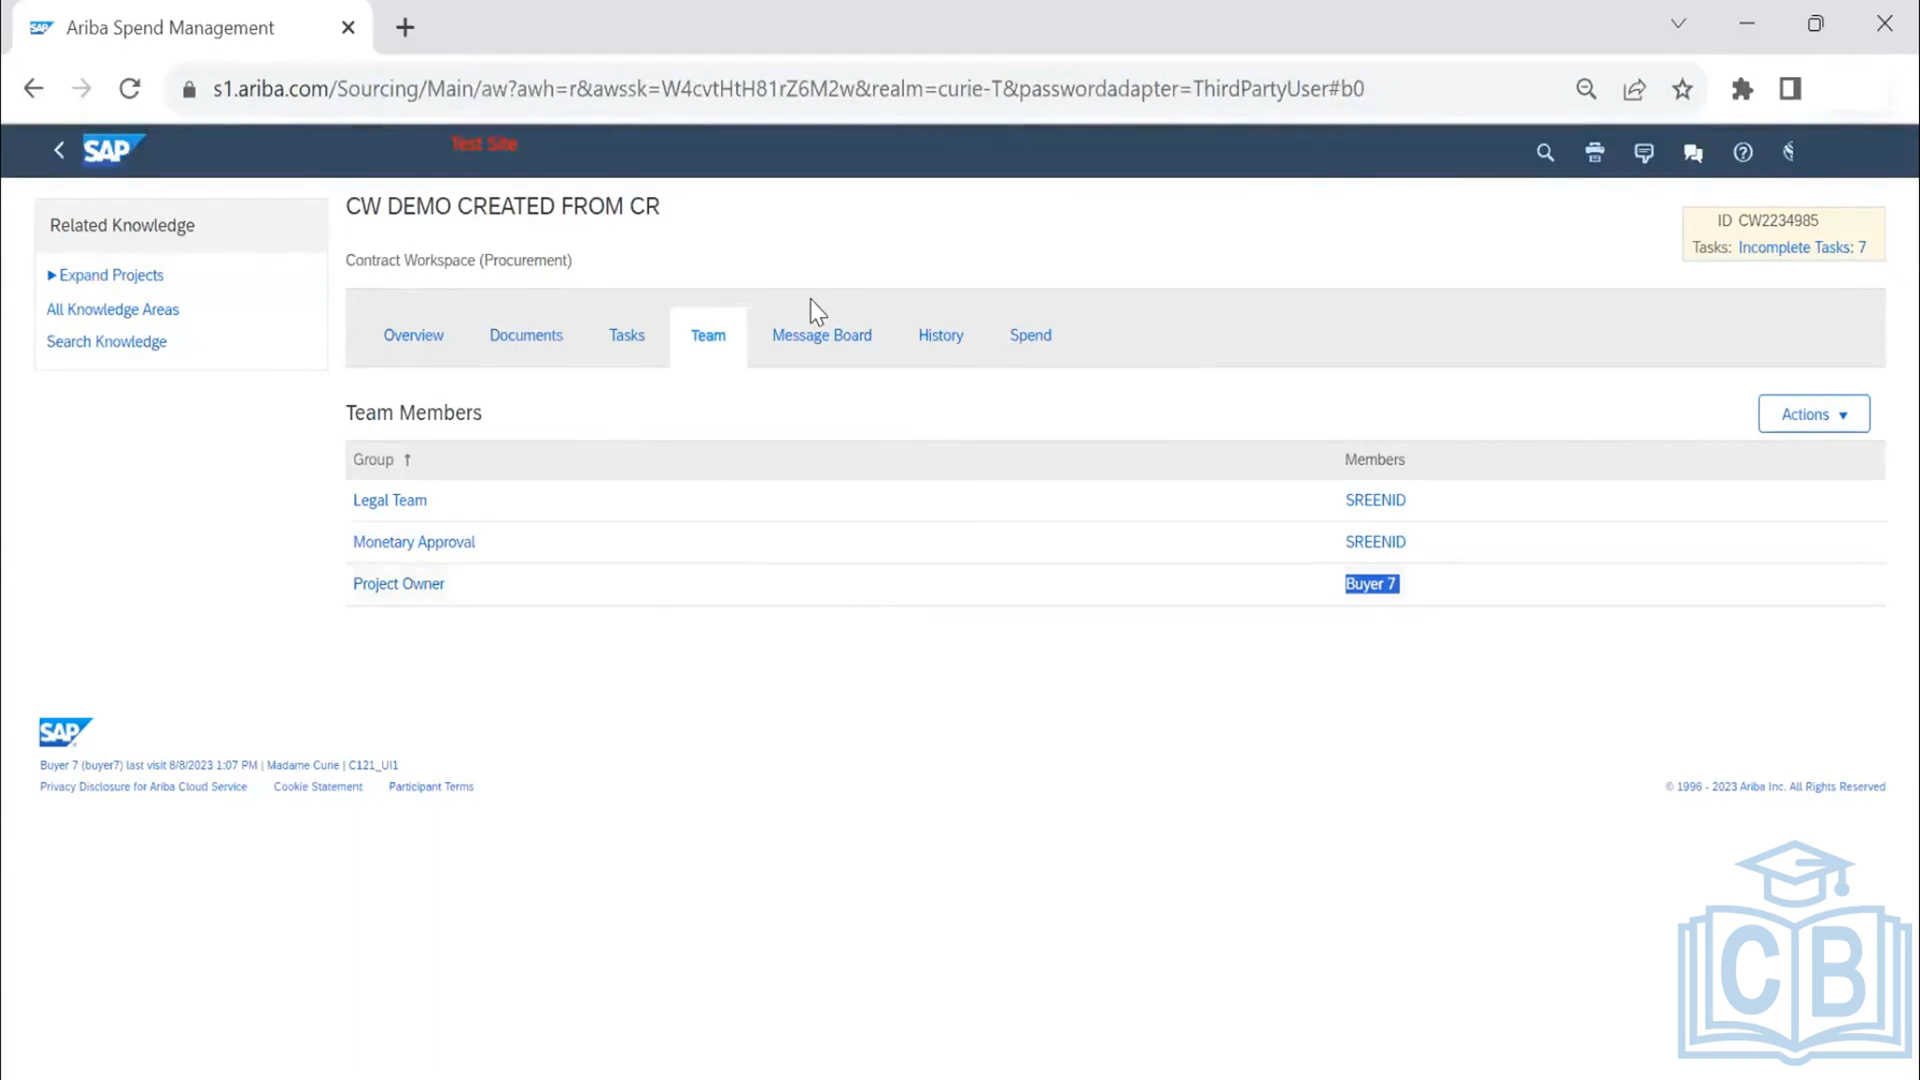 SAP Ariba Spend Management
s1.ariba.com/Sourcing/Main/aw?awh=r&awssk=W4cvtHtH81rZ6M2w&realm=curie-T&passwordadapter=ThirdPartyUser#b0
SAP
Test Site
Related Knowledge
Expand Projects
All Knowledge Areas
Search Knowledge
CW DEMO CREATED FROM CR
ID CW2234985
Tasks: Incomplete Tasks: 7
Contract Workspace (Procurement)
Overview Documents Tasks Team Message Board History Spend
Team Members
Actions
Group ↑ Members
Legal Team SREENID
Monetary Approval SREENID
Project Owner Buyer 7
SAP
Buyer 7 (buyer7) last visit 8/8/2023 1:07 PM | Madame Curie | C121_UI1
Privacy Disclosure for Ariba Cloud Service Cookie Statement Participant Terms
© 1996 - 2023 Ariba Inc. All Rights Reserved
CB